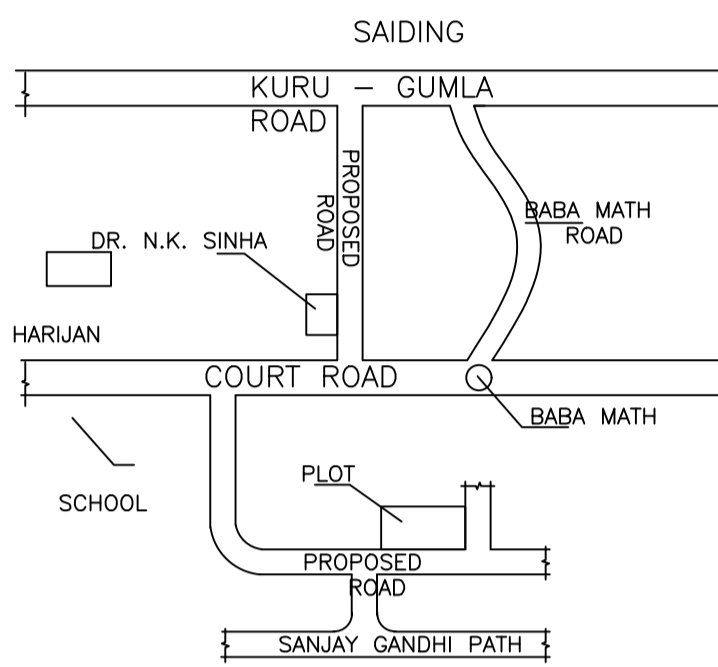 SAIDING
KURU - GUMLA
ROAD
PROPOSED
ROAD
BABA MATH
ROAD
DR. N.K. SINHA
HARIJAN
COURT ROAD
BABA MATH
SCHOOL
PLOT
PROPOSED
ROAD
SANJAY GANDHI PATH